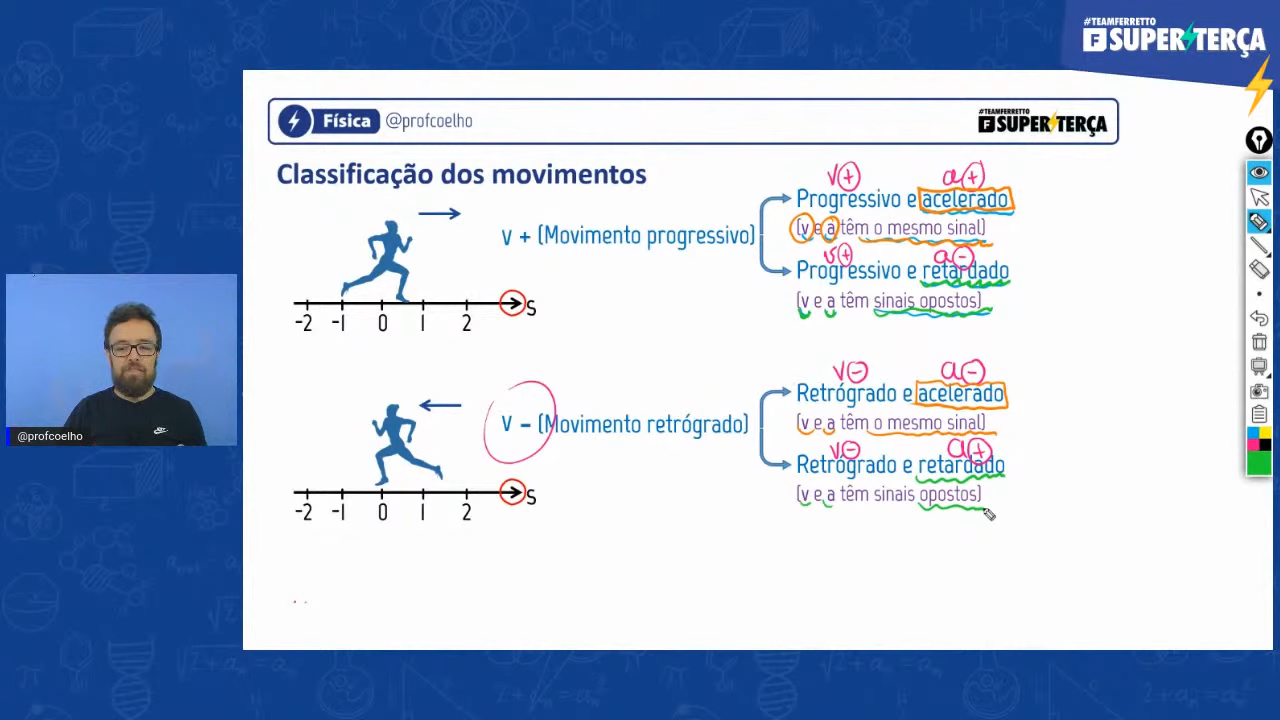 #TEAMFERRETTO
F SUPER TERÇA
Física @profcoelho
#TEAMFERRETTO
F SUPER TERÇA
Classificação dos movimentos
v + a +
Progressivo e acelerado
(v e a têm o mesmo sinal)
v + (Movimento progressivo)
v + a -
Progressivo e retardado
(v e a têm sinais opostos)
-2 -1 0 1 2 S
v - a -
Retrógrado e acelerado
(v e a têm o mesmo sinal)
v - (Movimento retrógrado)
v - a +
Retrógrado e retardado
(v e a têm sinais opostos)
-2 -1 0 1 2 S
@profcoelho